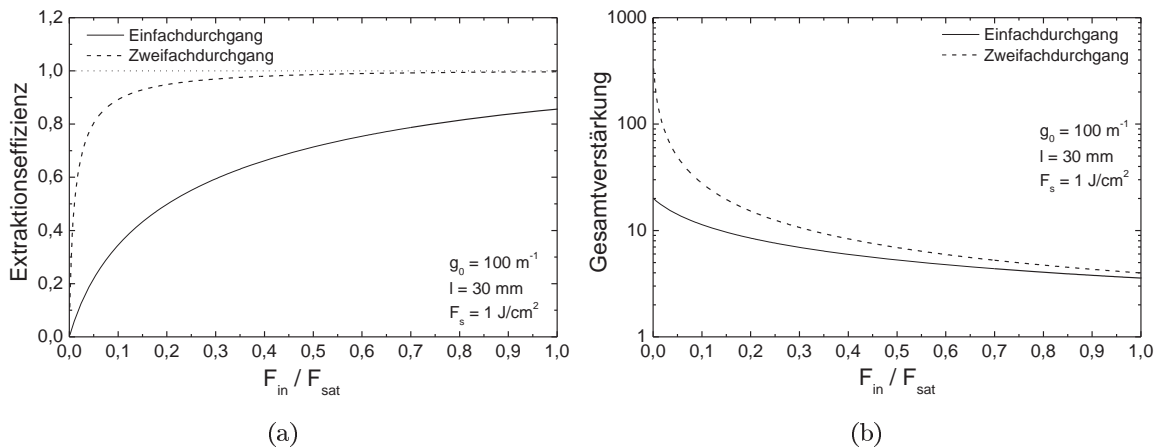 1,2
1,0
0,8
0,6
0,4
0,2
0,0
Extraktionseffizienz
Einfachdurchgang
Zweifachdurchgang
g₀ = 100 m⁻¹
l = 30 mm
Fₛ = 1 J/cm²
0,0 0,1 0,2 0,3 0,4 0,5 0,6 0,7 0,8 0,9 1,0
F_in / F_sat
(a)
1000
100
10
1
Gesamtverstärkung
Einfachdurchgang
Zweifachdurchgang
g₀ = 100 m⁻¹
l = 30 mm
Fₛ = 1 J/cm²
0,0 0,1 0,2 0,3 0,4 0,5 0,6 0,7 0,8 0,9 1,0
F_in / F_sat
(b)